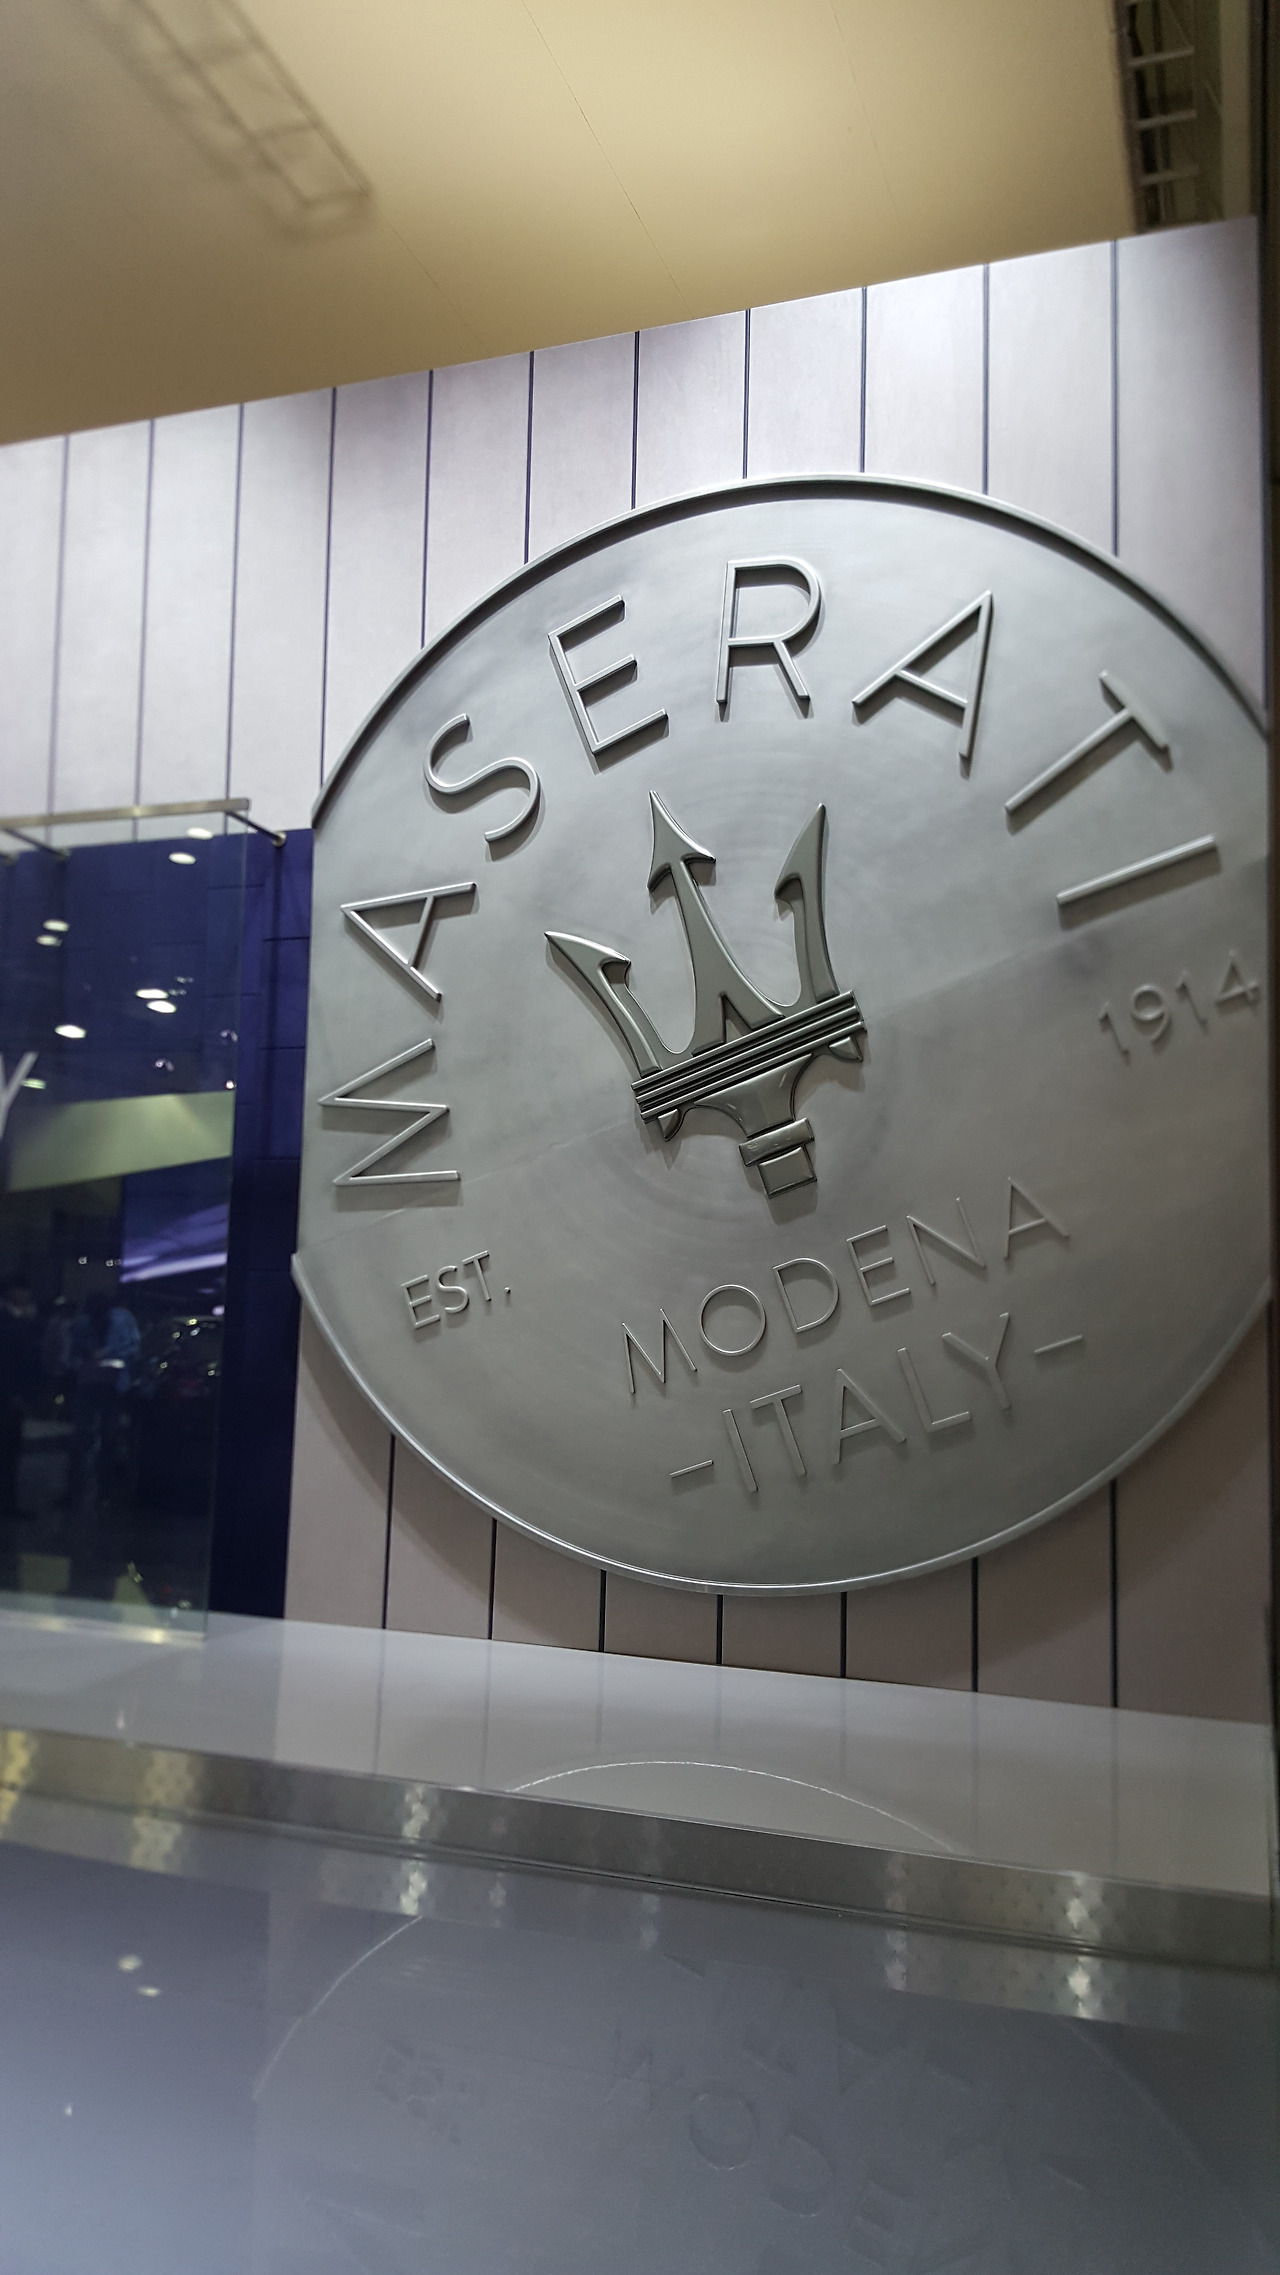 MASERATI
EST. 1914
MODENA
-ITALY-